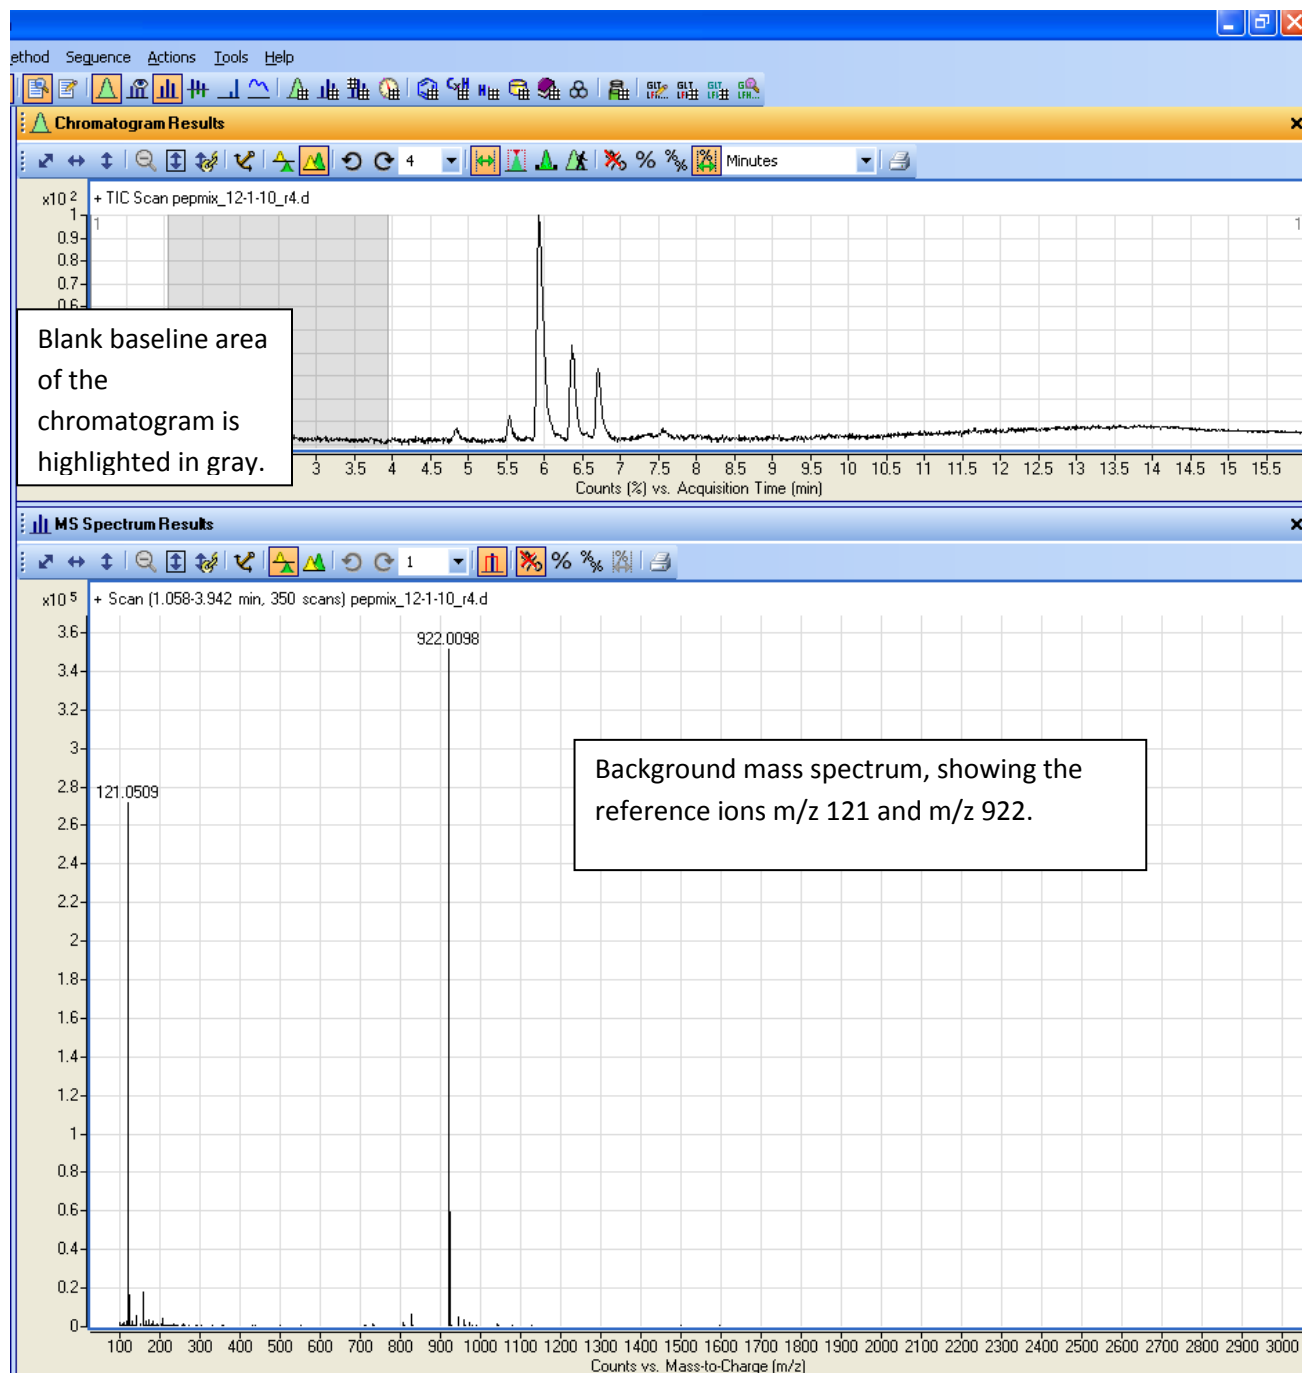 ethod Sequence Actions Tools Help
Chromatogram Results
4 % % Minutes
x10 2 + TIC Scan pepmix_12-1-10_r4.d
1
0.9
0.8
0.7
0.6
1 1
Blank baseline area
of the
chromatogram is
highlighted in gray.
3 3.5 4 4.5 5 5.5 6 6.5 7 7.5 8 8.5 9 9.5 10 10.5 11 11.5 12 12.5 13 13.5 14 14.5 15 15.5
Counts (%) vs. Acquisition Time (min)
MS Spectrum Results
1 % %
x10 5 + Scan (1.058-3.942 min, 350 scans) pepmix_12-1-10_r4.d
3.6
922.0098
3.4
3.2
3
Background mass spectrum, showing the
reference ions m/z 121 and m/z 922.
2.8
121.0509
2.6
2.4
2.2
2
1.8
1.6
1.4
1.2
1
0.8
0.6
0.4
0.2
0
100 200 300 400 500 600 700 800 900 1000 1100 1200 1300 1400 1500 1600 1700 1800 1900 2000 2100 2200 2300 2400 2500 2600 2700 2800 2900 3000
Counts vs. Mass-to-Charge (m/z)